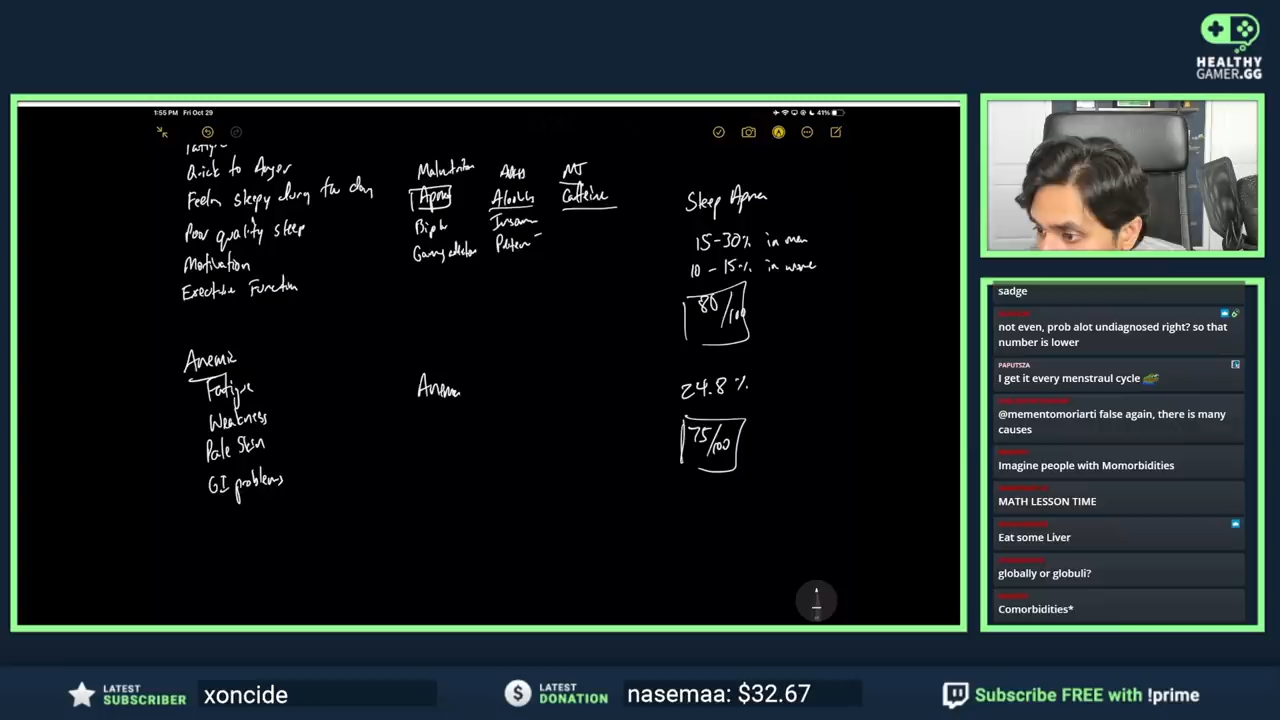 HEALTHY
GAMER.GG
1:55 PM Fri Oct 29
41%
Fatigue
Quick to Anger
Feeling sleepy during the day
Poor quality sleep
Motivation
Executive Function
Malnutrition
Apnea
Gaming addiction
Alcohol
Caffeine
Sleep Apnea
15-30% in men
10-15% in
80/100
Anemia
Fatigue
Weakness
Pale Skin
GI problems
Anemia
24.8%
75/100
sadge
not even, prob alot undiagnosed right? so that
number is lower
PAPUTSZA
I get it every menstraul cycle
@mementomoriarti false again, there is many
causes
Imagine people with Momorbidities
MATH LESSON TIME
Eat some Liver
globally or globuli?
Comorbidities*
LATEST
SUBSCRIBER
xoncide
LATEST
DONATION
nasemaa: $32.67
Subscribe FREE with !prime